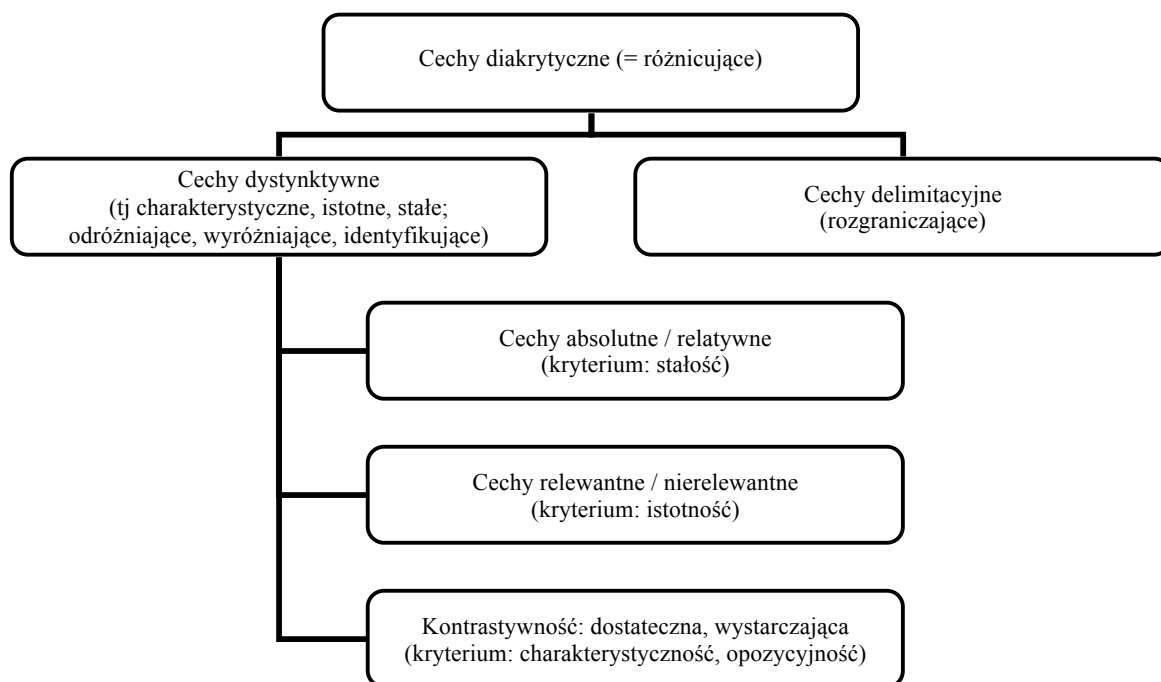 Cechy diakrytyczne (= różnicujące)
Cechy dystynktywne
(tj charakterystyczne, istotne, stałe;
odróżniające, wyróżniające, identyfikujące)
Cechy delimitacyjne
(rozgraniczające)
Cechy absolutne / relatywne
(kryterium: stałość)
Cechy relewantne / nierelewantne
(kryterium: istotność)
Kontrastywność: dostateczna, wystarczająca
(kryterium: charakterystyczność, opozycyjność)